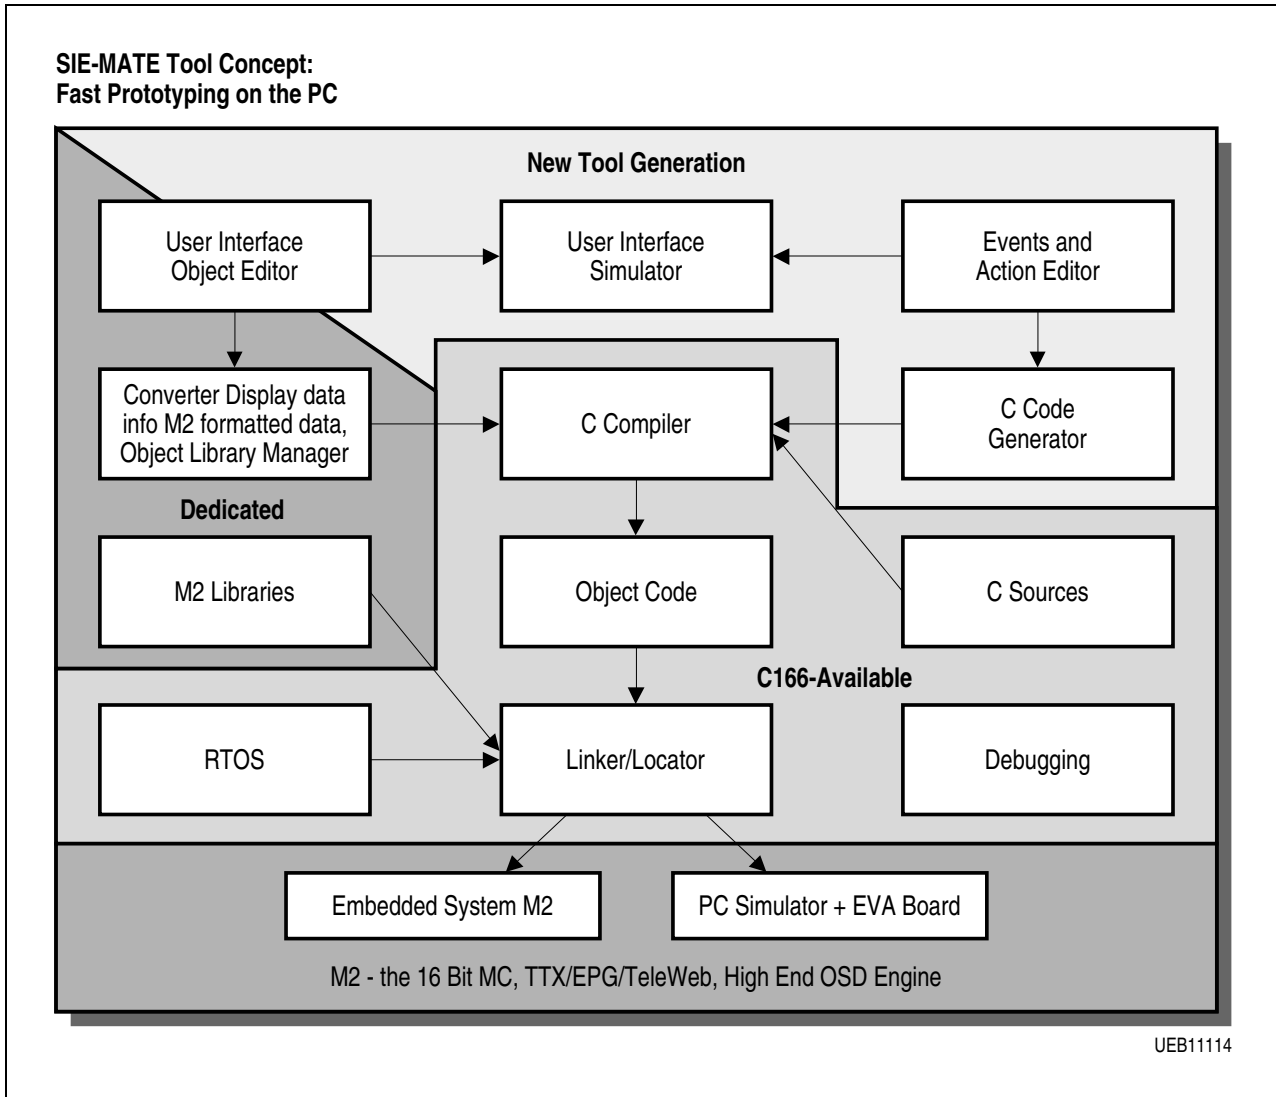 SIE-MATE Tool Concept:
Fast Prototyping on the PC
New Tool Generation
User Interface
Object Editor
User Interface
Simulator
Events and
Action Editor
Converter Display data
info M2 formatted data,
Object Library Manager
C Compiler
C Code
Generator
Dedicated
M2 Libraries
Object Code
C Sources
C166-Available
RTOS
Linker/Locator
Debugging
Embedded System M2
PC Simulator + EVA Board
M2 - the 16 Bit MC, TTX/EPG/TeleWeb, High End OSD Engine
UEB11114